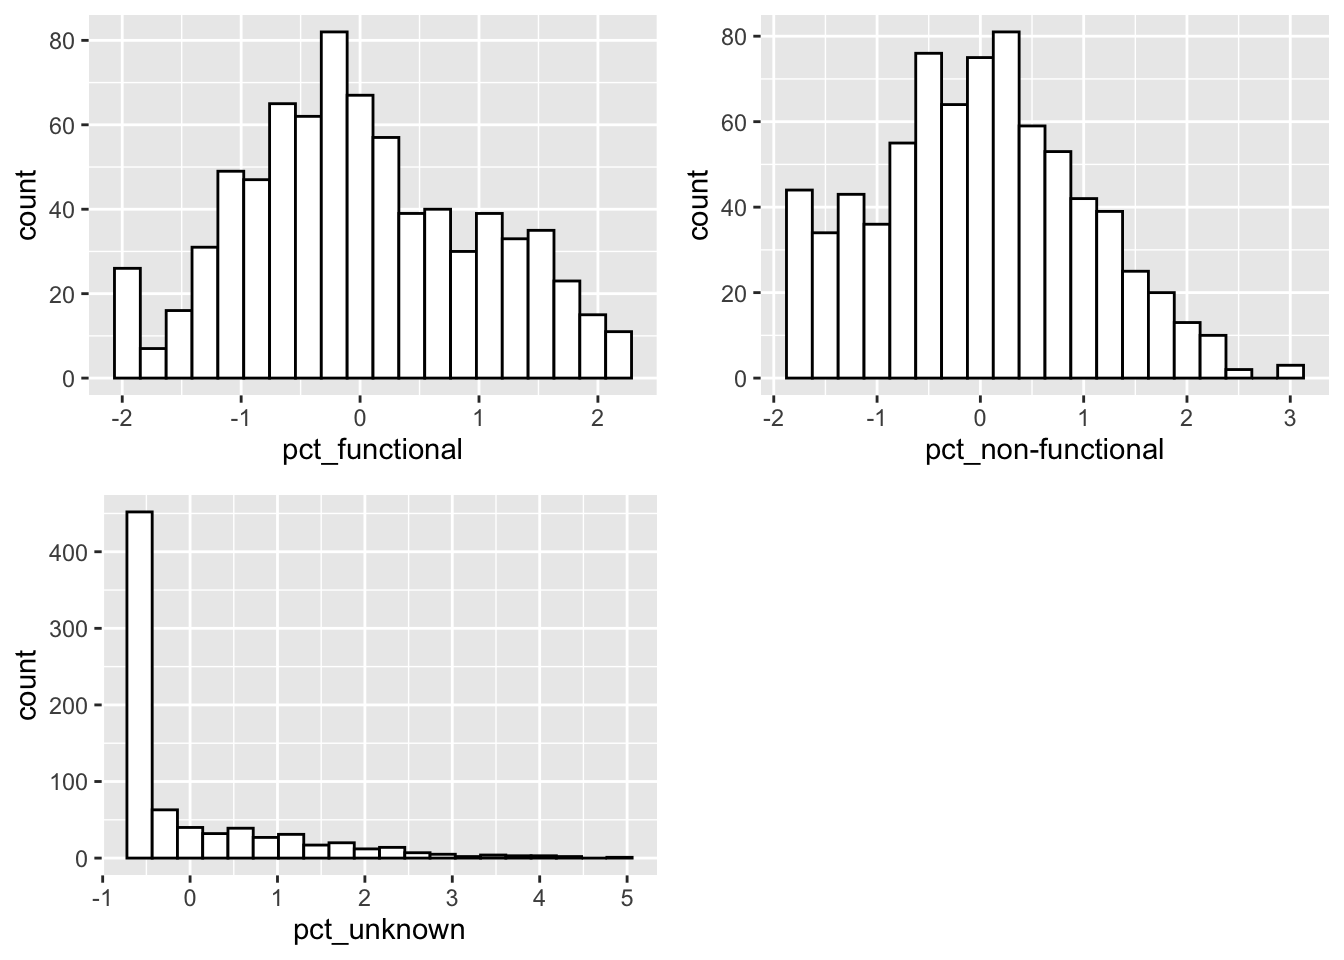 count
80
60
40
20
0
-2 -1 0 1 2
pct_functional
count
80
60
40
20
0
-2 -1 0 1 2 3
pct_non-functional
count
400
300
200
100
0
-1 0 1 2 3 4 5
pct_unknown